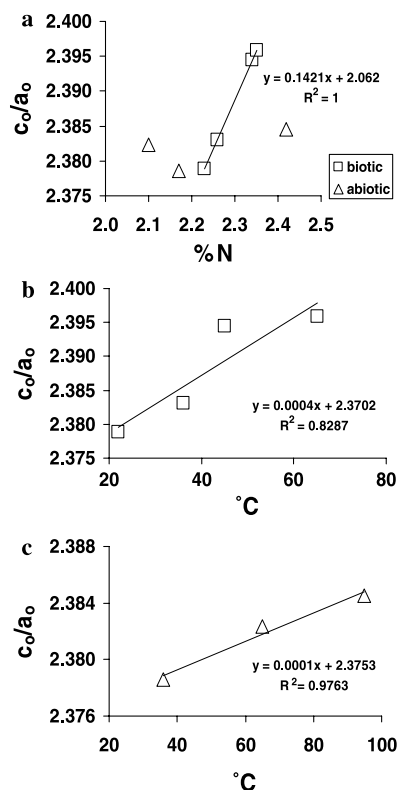 a
2.400
2.395
2.390
2.385
2.380
2.375
c₀/a₀
y = 0.1421x + 2.062
R² = 1
biotic
abiotic
2.0 2.1 2.2 2.3 2.4 2.5
%N
b
2.400
2.395
2.390
2.385
2.380
2.375
c₀/a₀
y = 0.0004x + 2.3702
R² = 0.8287
20 40 60 80
°C
c
2.388
2.384
2.380
2.376
c₀/a₀
y = 0.0001x + 2.3753
R² = 0.9763
20 40 60 80 100
°C